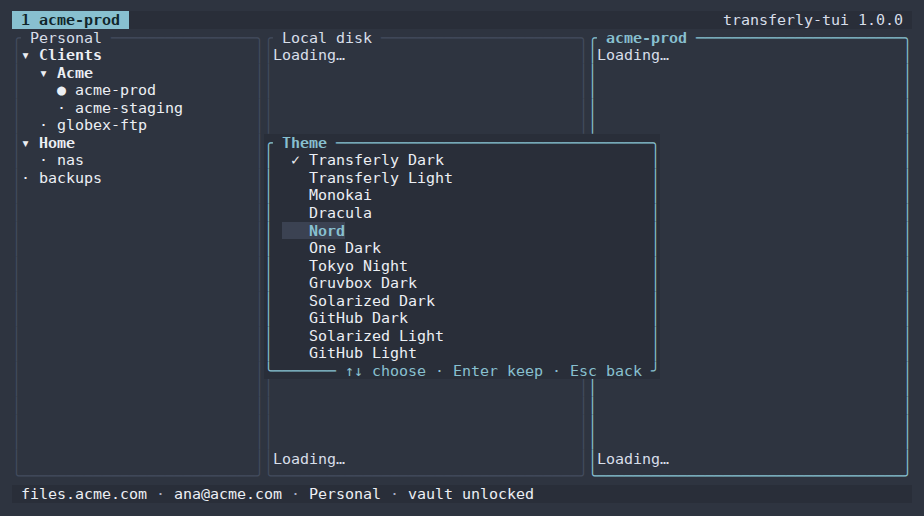 1 acme-prod
transferly-tui 1.0.0
Personal
▾ Clients
▾ Acme
● acme-prod
· acme-staging
· globex-ftp
▾ Home
· nas
· backups
Local disk
Loading…
Loading…
acme-prod
Loading…
Loading…
Theme
✓ Transferly Dark
Transferly Light
Monokai
Dracula
Nord
One Dark
Tokyo Night
Gruvbox Dark
Solarized Dark
GitHub Dark
Solarized Light
GitHub Light
↑↓ choose · Enter keep · Esc back
files.acme.com · ana@acme.com · Personal · vault unlocked